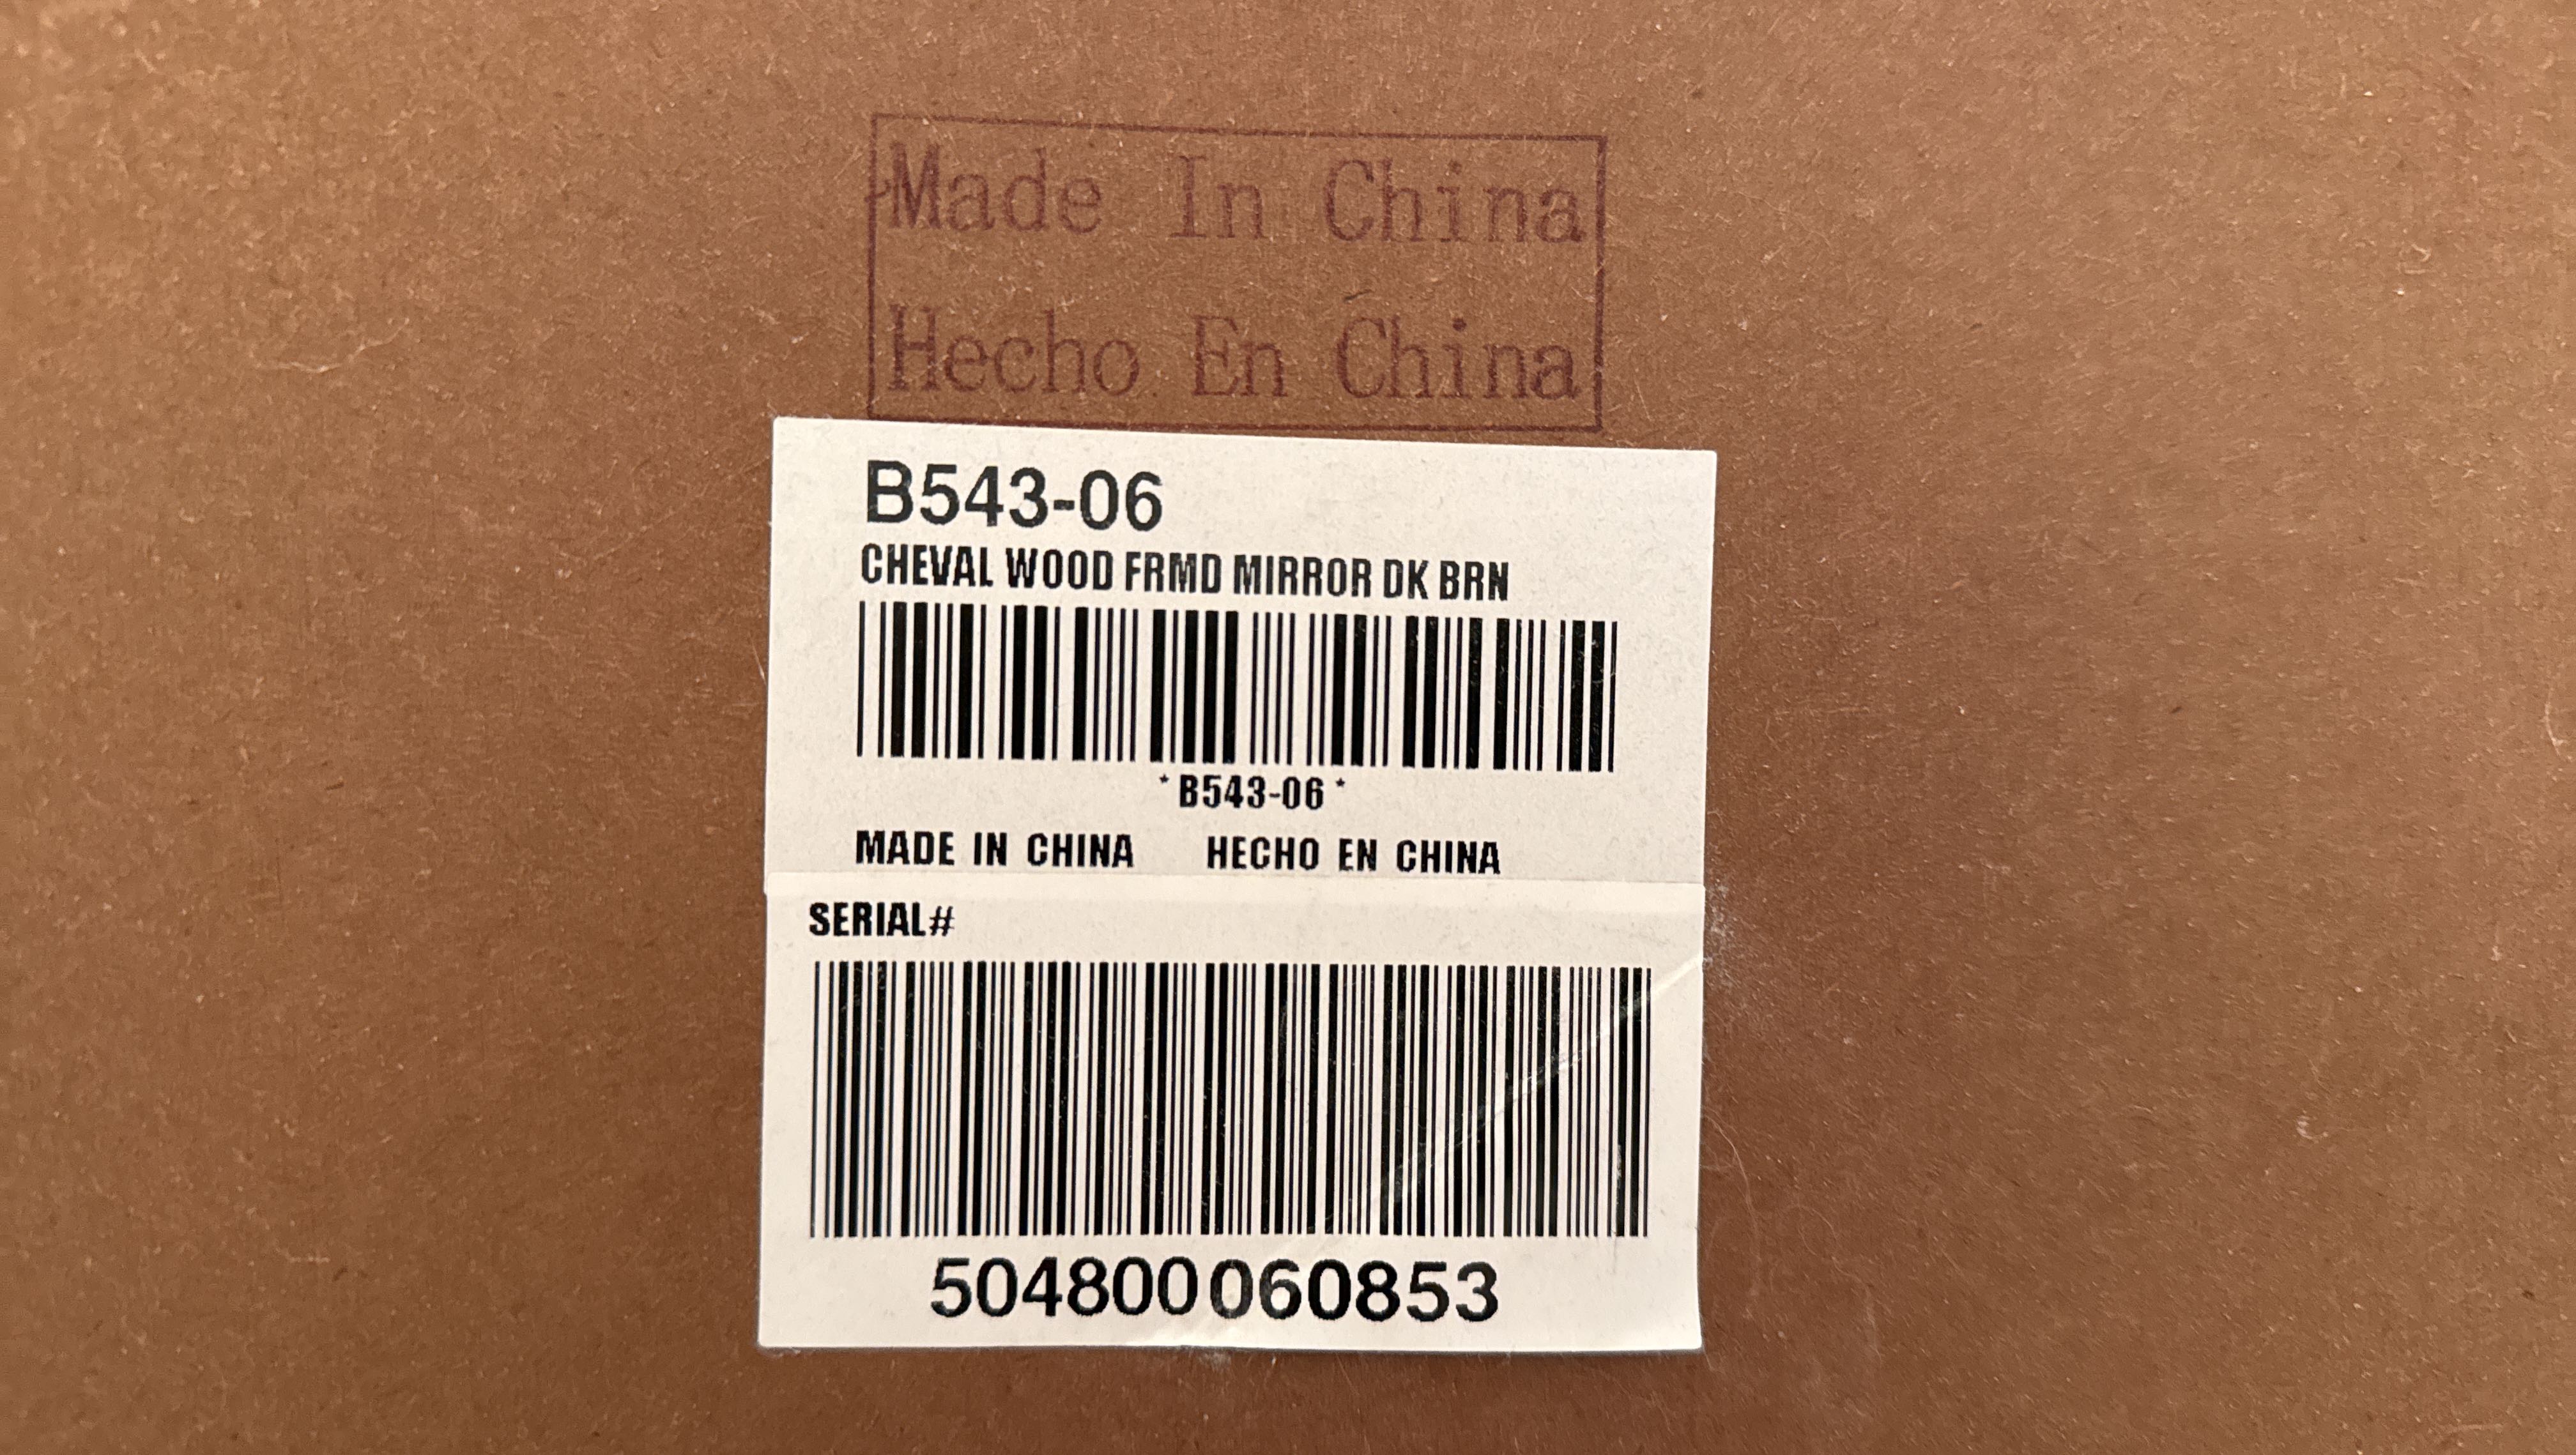 Made In China
Hecho En China
B543-06
CHEVAL WOOD FRMD MIRROR DK BRN
*B543-06*
MADE IN CHINA HECHO EN CHINA
SERIAL#
504800060853